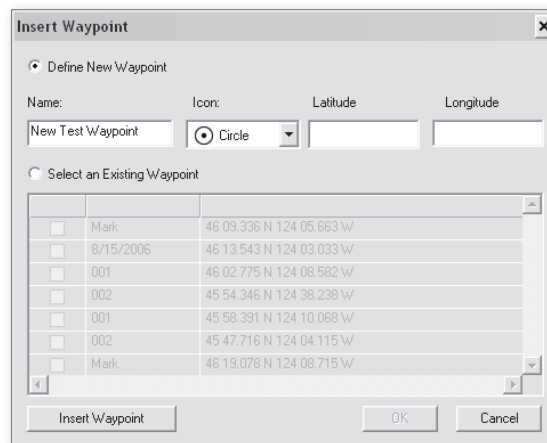 Insert Waypoint
Define New Waypoint
Name: Icon: Latitude Longitude
New Test Waypoint Circle
Select an Existing Waypoint
Mark 46 09.336 N 124 05.663 W
8/15/2006 46 13.543 N 124 03.033 W
001 46 02.775 N 124 08.582 W
002 45 54.346 N 124 38.238 W
001 45 58.391 N 124 10.068 W
002 45 47.716 N 124 04.115 W
Mark 46 19.078 N 124 08.715 W
Insert Waypoint OK Cancel